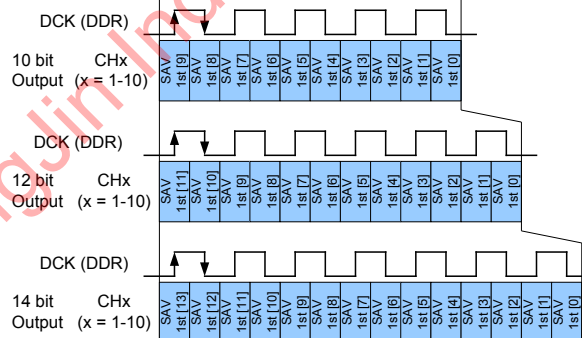 DCK (DDR)
10 bit CHx
Output (x = 1-10)
SAV 1st [9]
SAV 1st [8]
SAV 1st [7]
SAV 1st [6]
SAV 1st [5]
SAV 1st [4]
SAV 1st [3]
SAV 1st [2]
SAV 1st [1]
SAV 1st [0]
DCK (DDR)
12 bit CHx
Output (x = 1-10)
SAV 1st [11]
SAV 1st [10]
SAV 1st [9]
SAV 1st [8]
SAV 1st [7]
SAV 1st [6]
SAV 1st [5]
SAV 1st [4]
SAV 1st [3]
SAV 1st [2]
SAV 1st [1]
SAV 1st [0]
DCK (DDR)
14 bit CHx
Output (x = 1-10)
SAV 1st [13]
SAV 1st [12]
SAV 1st [11]
SAV 1st [10]
SAV 1st [9]
SAV 1st [8]
SAV 1st [7]
SAV 1st [6]
SAV 1st [5]
SAV 1st [4]
SAV 1st [3]
SAV 1st [2]
SAV 1st [1]
SAV 1st [0]